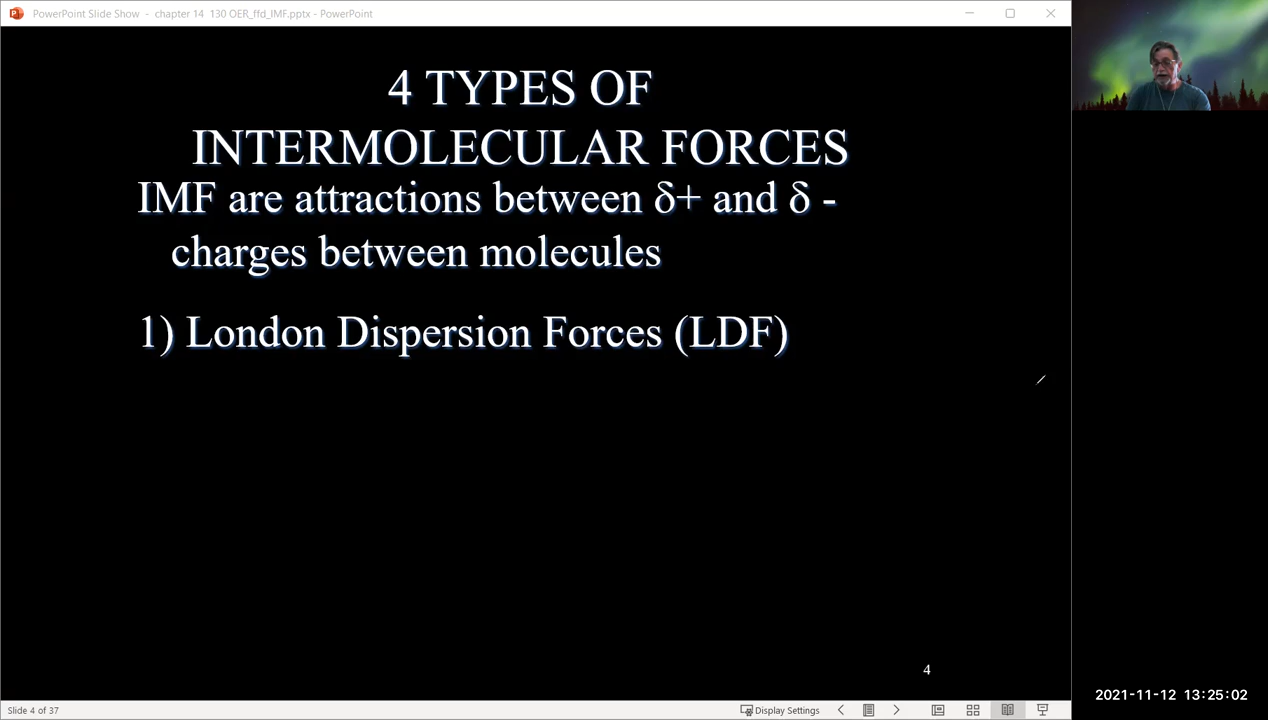 PowerPoint Slide Show - chapter 14 130 OER_ffd_IMF.pptx - PowerPoint
4 TYPES OF
INTERMOLECULAR FORCES
IMF are attractions between δ+ and δ -
charges between molecules
1) London Dispersion Forces (LDF)
4
2021-11-12 13:25:02
Slide 4 of 37
Display Settings